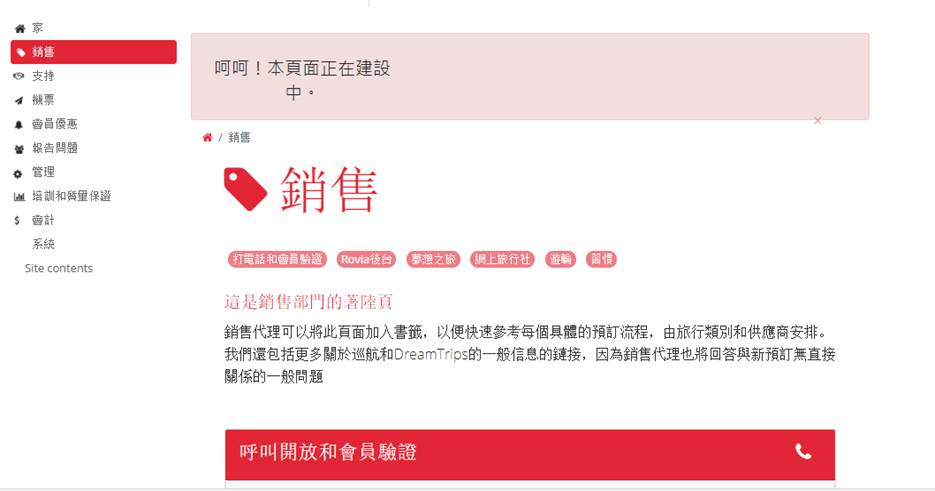 家
銷售
支持
機票
會員優惠
報告問題
管理
培訓和質量保證
會計
系統
Site contents
呵呵！本頁面正在建設
中。
×
/ 銷售
銷售
打電話和會員驗證 Rovia後台 夢想之旅 網上旅行社 遊輪 習慣
這是銷售部門的著陸頁
銷售代理可以將此頁面加入書籤，以便快速參考每個具體的預訂流程，由旅行類別和供應商安排。
我們還包括更多關於巡航和DreamTrips的一般信息的鏈接，因為銷售代理也將回答與新預訂無直接
關係的一般問題
呼叫開放和會員驗證